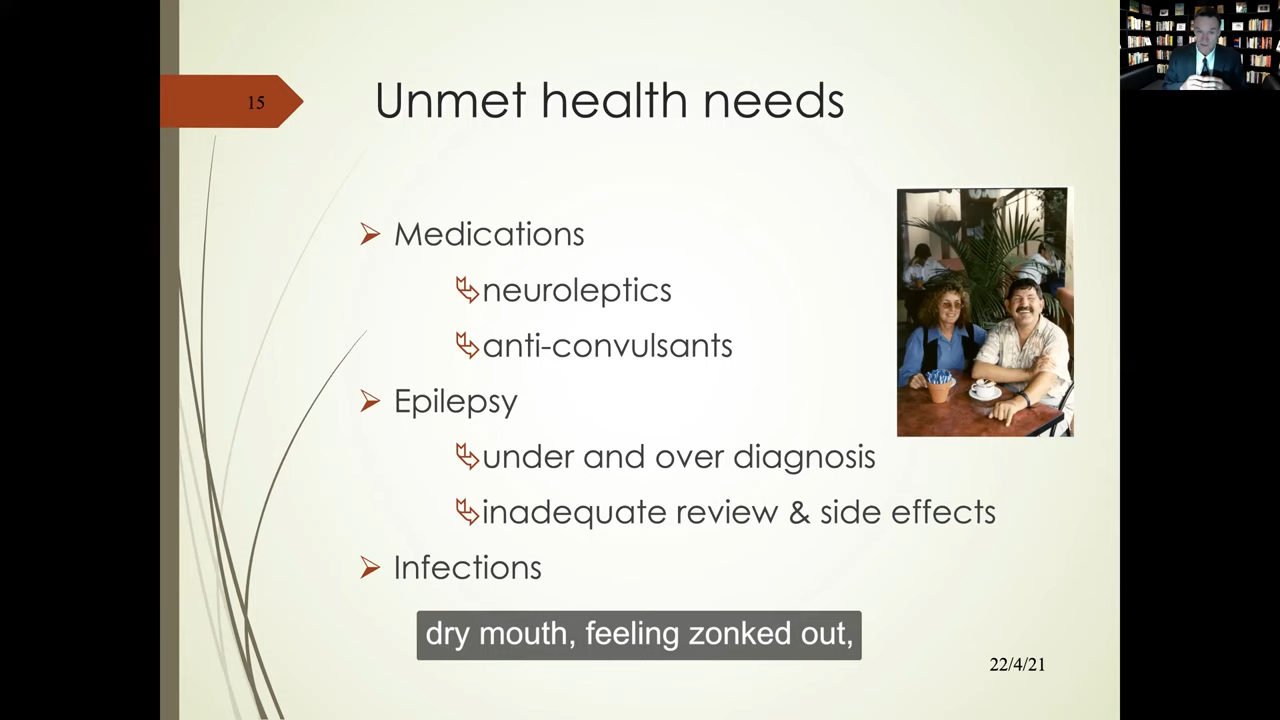 15
Unmet health needs
Medications
neuroleptics
anti-convulsants
Epilepsy
under and over diagnosis
inadequate review & side effects
Infections
dry mouth, feeling zonked out,
22/4/21